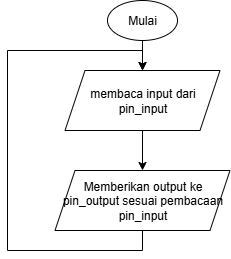 Mulai
membaca input dari
pin_input
Memberikan output ke
pin_output sesuai pembacaan
pin_input